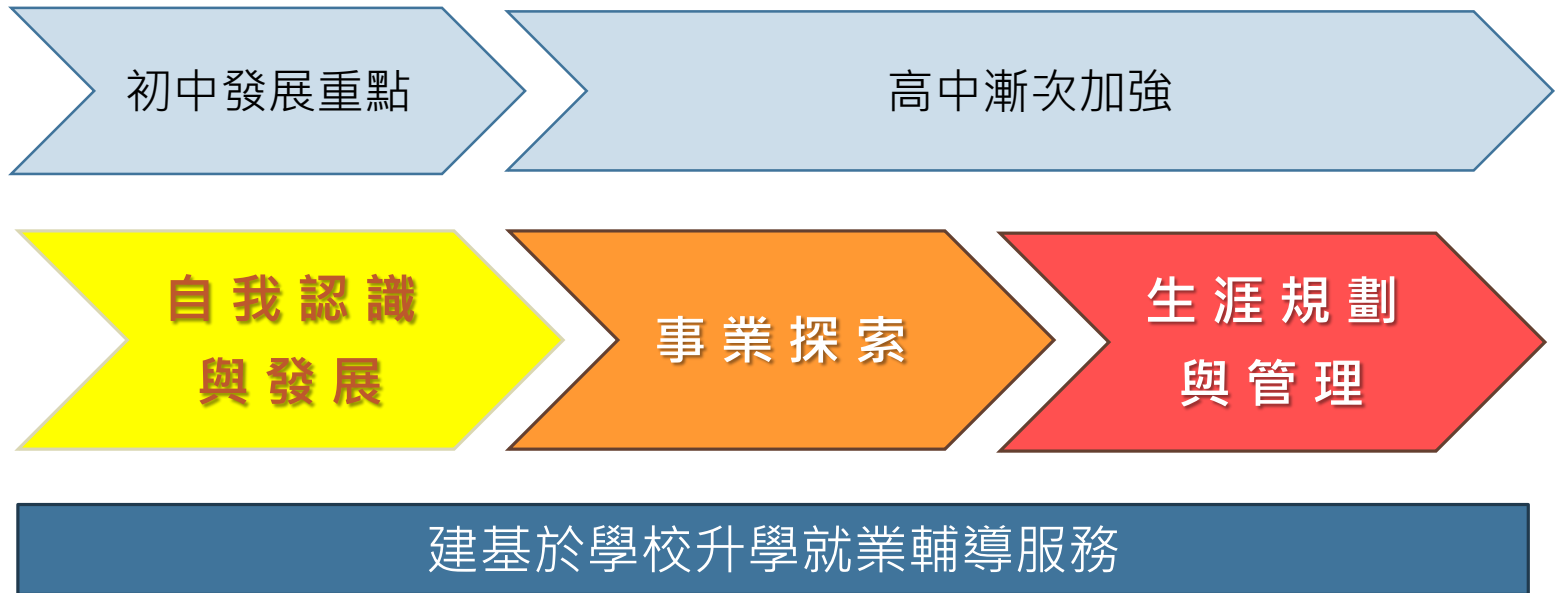 初中發展重點
高中漸次加強
自我認識
與發展
事業探索
生涯規劃
與管理
建基於學校升學就業輔導服務